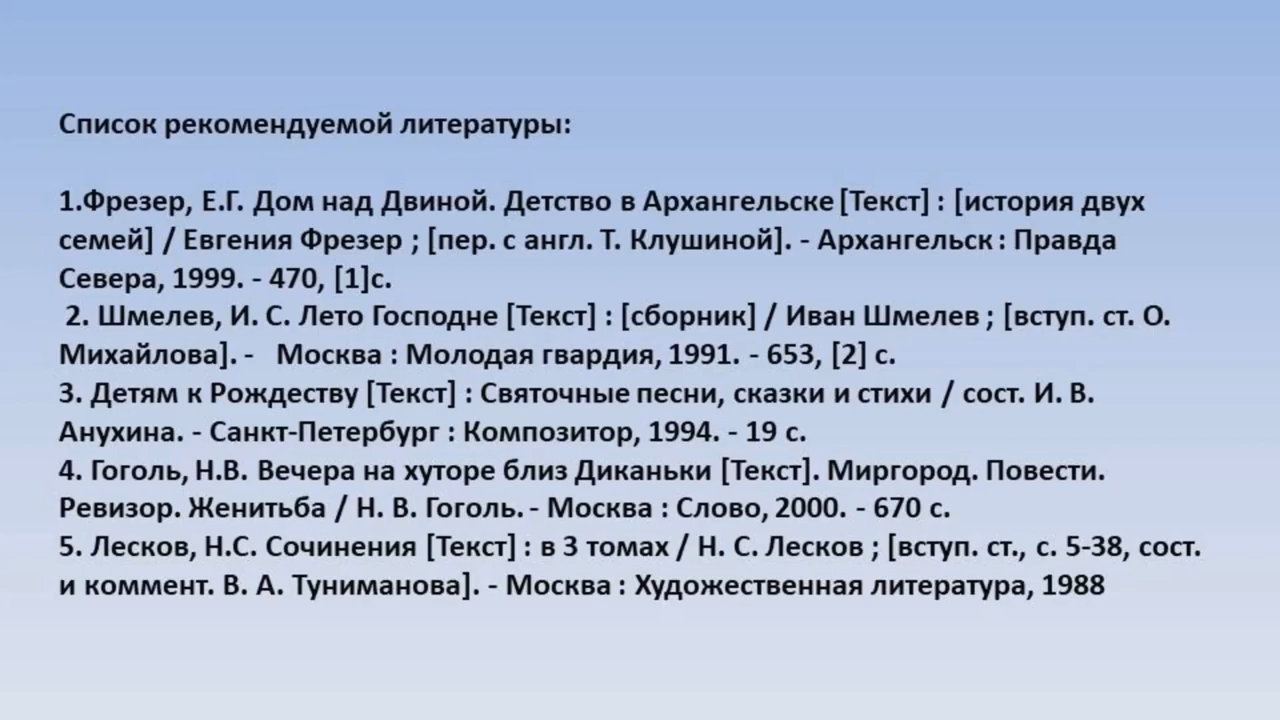 Список рекомендуемой литературы:
1.Фрезер, Е.Г. Дом над Двиной. Детство в Архангельске [Текст] : [история двух
семей] / Евгения Фрезер ; [пер. с англ. Т. Клушиной]. - Архангельск : Правда
Севера, 1999. - 470, [1]с.
2. Шмелев, И. С. Лето Господне [Текст] : [сборник] / Иван Шмелев ; [вступ. ст. О.
Михайлова]. - Москва : Молодая гвардия, 1991. - 653, [2] с.
3. Детям к Рождеству [Текст] : Святочные песни, сказки и стихи / сост. И. В.
Анухина. - Санкт-Петербург : Композитор, 1994. - 19 с.
4. Гоголь, Н.В. Вечера на хуторе близ Диканьки [Текст]. Миргород. Повести.
Ревизор. Женитьба / Н. В. Гоголь. - Москва : Слово, 2000. - 670 с.
5. Лесков, Н.С. Сочинения [Текст] : в 3 томах / Н. С. Лесков ; [вступ. ст., с. 5-38, сост.
и коммент. В. А. Туниманова]. - Москва : Художественная литература, 1988